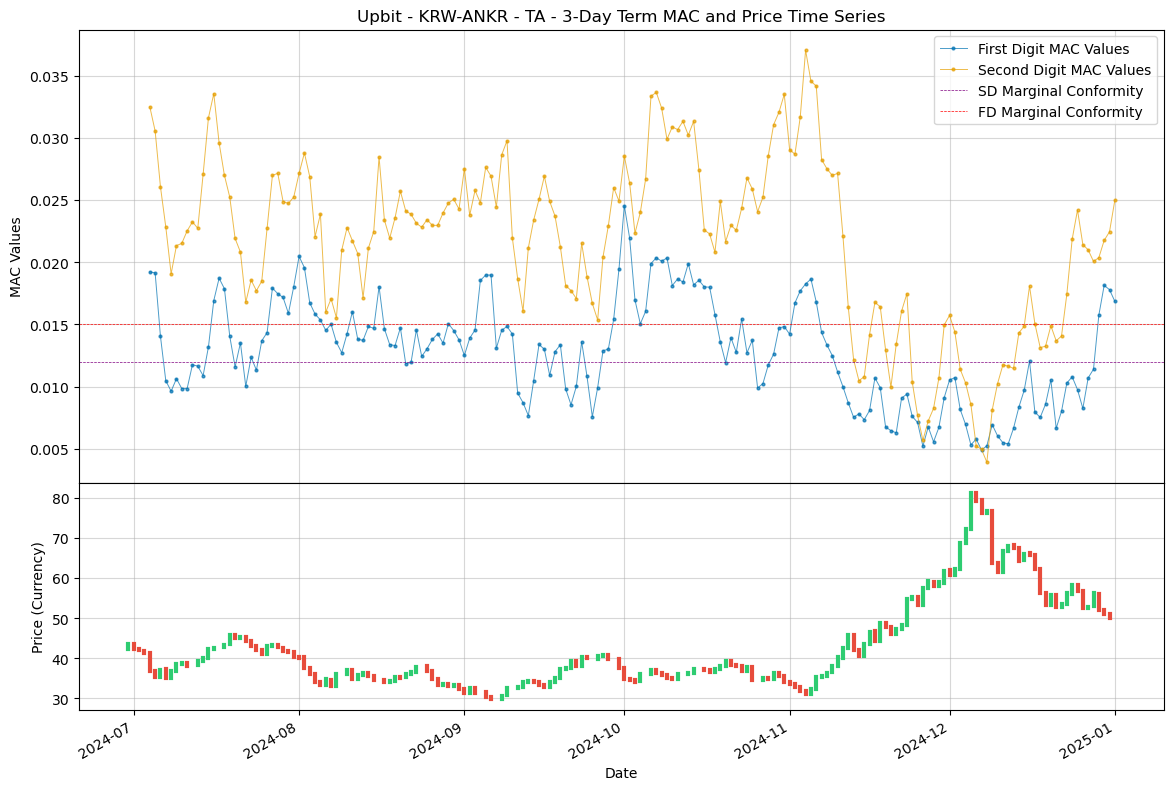 Upbit - KRW-ANKR - TA - 3-Day Term MAC and Price Time Series
First Digit MAC Values
Second Digit MAC Values
SD Marginal Conformity
FD Marginal Conformity
MAC Values
0.035
0.030
0.025
0.020
0.015
0.010
0.005
Price (Currency)
80
70
60
50
40
30
2024-07
2024-08
2024-09
2024-10
2024-11
2024-12
2025-01
Date